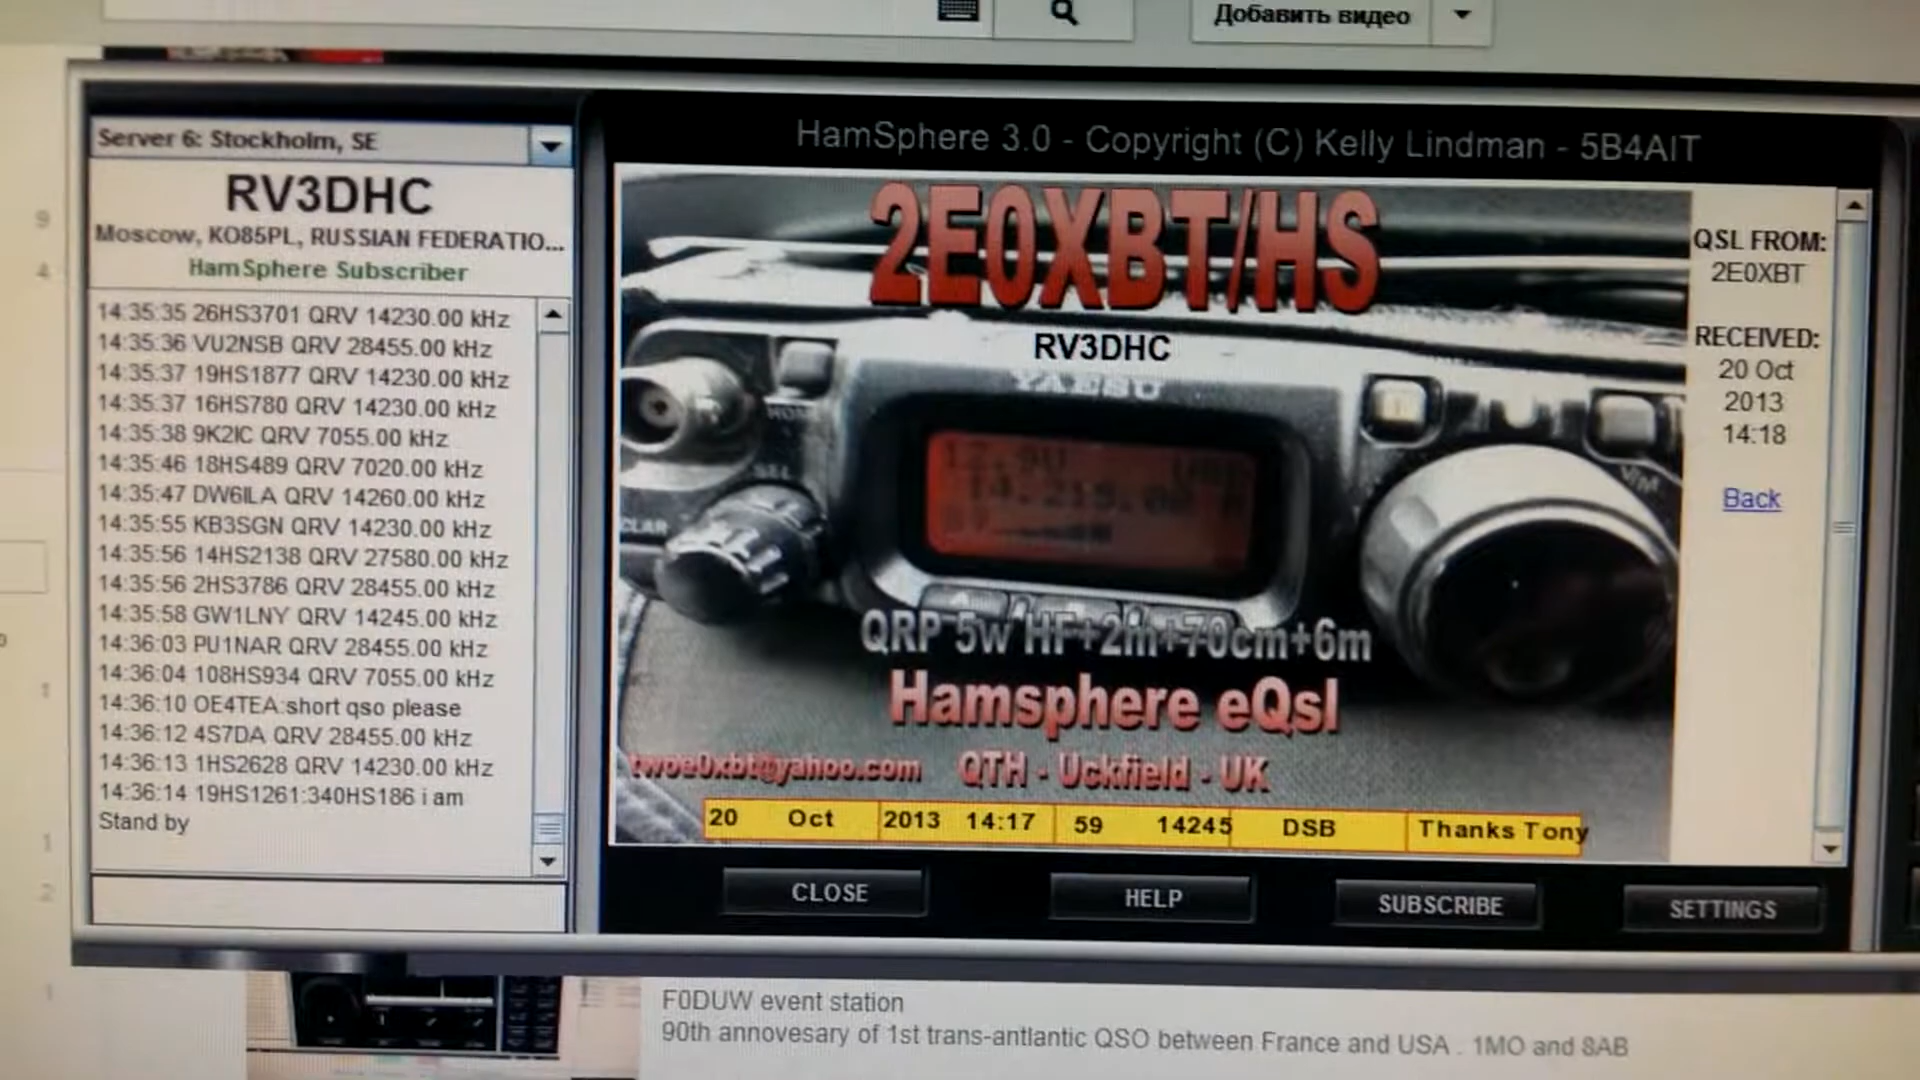 Добавить видео
Server 6: Stockholm, SE
RV3DHC
Moscow, KO85PL, RUSSIAN FEDERATIO...
HamSphere Subscriber
14:35:35 26HS3701 QRV 14230.00 kHz
14:35:36 VU2NSB QRV 28455.00 kHz
14:35:37 19HS1877 QRV 14230.00 kHz
14:35:37 16HS780 QRV 14230.00 kHz
14:35:38 9K2IC QRV 7055.00 kHz
14:35:46 18HS489 QRV 7020.00 kHz
14:35:47 DW6ILA QRV 14260.00 kHz
14:35:55 KB3SGN QRV 14230.00 kHz
14:35:56 14HS2138 QRV 27580.00 kHz
14:35:56 2HS3786 QRV 28455.00 kHz
14:35:58 GW1LNY QRV 14245.00 kHz
14:36:03 PU1NAR QRV 28455.00 kHz
14:36:04 108HS934 QRV 7055.00 kHz
14:36:10 OE4TEA:short qso please
14:36:12 4S7DA QRV 28455.00 kHz
14:36:13 1HS2628 QRV 14230.00 kHz
14:36:14 19HS1261:340HS186 i am
Stand by
HamSphere 3.0 - Copyright (C) Kelly Lindman - 5B4AIT
2E0XBT/HS
RV3DHC
YAESU
HOME
SEL
CLAR
V/M
QRP 5w HF+2m+70cm+6m
Hamsphere eQsl
twoe0xbt@yahoo.com QTH - Uckfield - UK
20 Oct 2013 14:17 59 14245 DSB Thanks Tony
QSL FROM:
2E0XBT
RECEIVED:
20 Oct
2013
14:18
Back
CLOSE HELP SUBSCRIBE SETTINGS
F0DUW event station
90th annovesary of 1st trans-antlantic QSO between France and USA . 1MO and 8AB